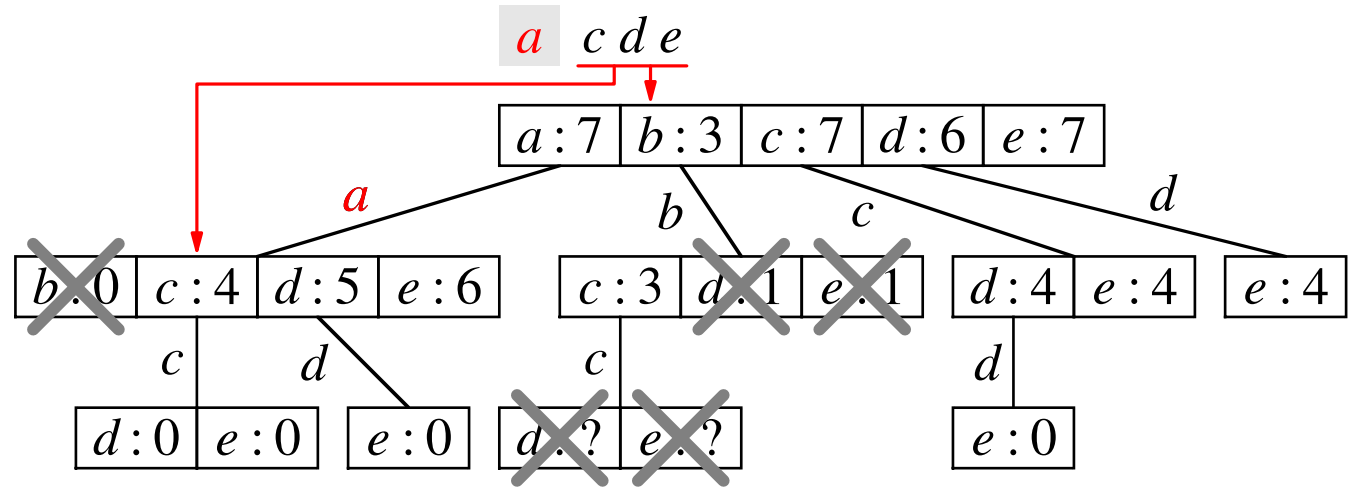 a c d e
a : 7 b : 3 c : 7 d : 6 e : 7
a b c d
b : 0 c : 4 d : 5 e : 6 c : 3 d : 1 e : 1 d : 4 e : 4 e : 4
c d c d
d : 0 e : 0 e : 0 d : ? e : ? e : 0